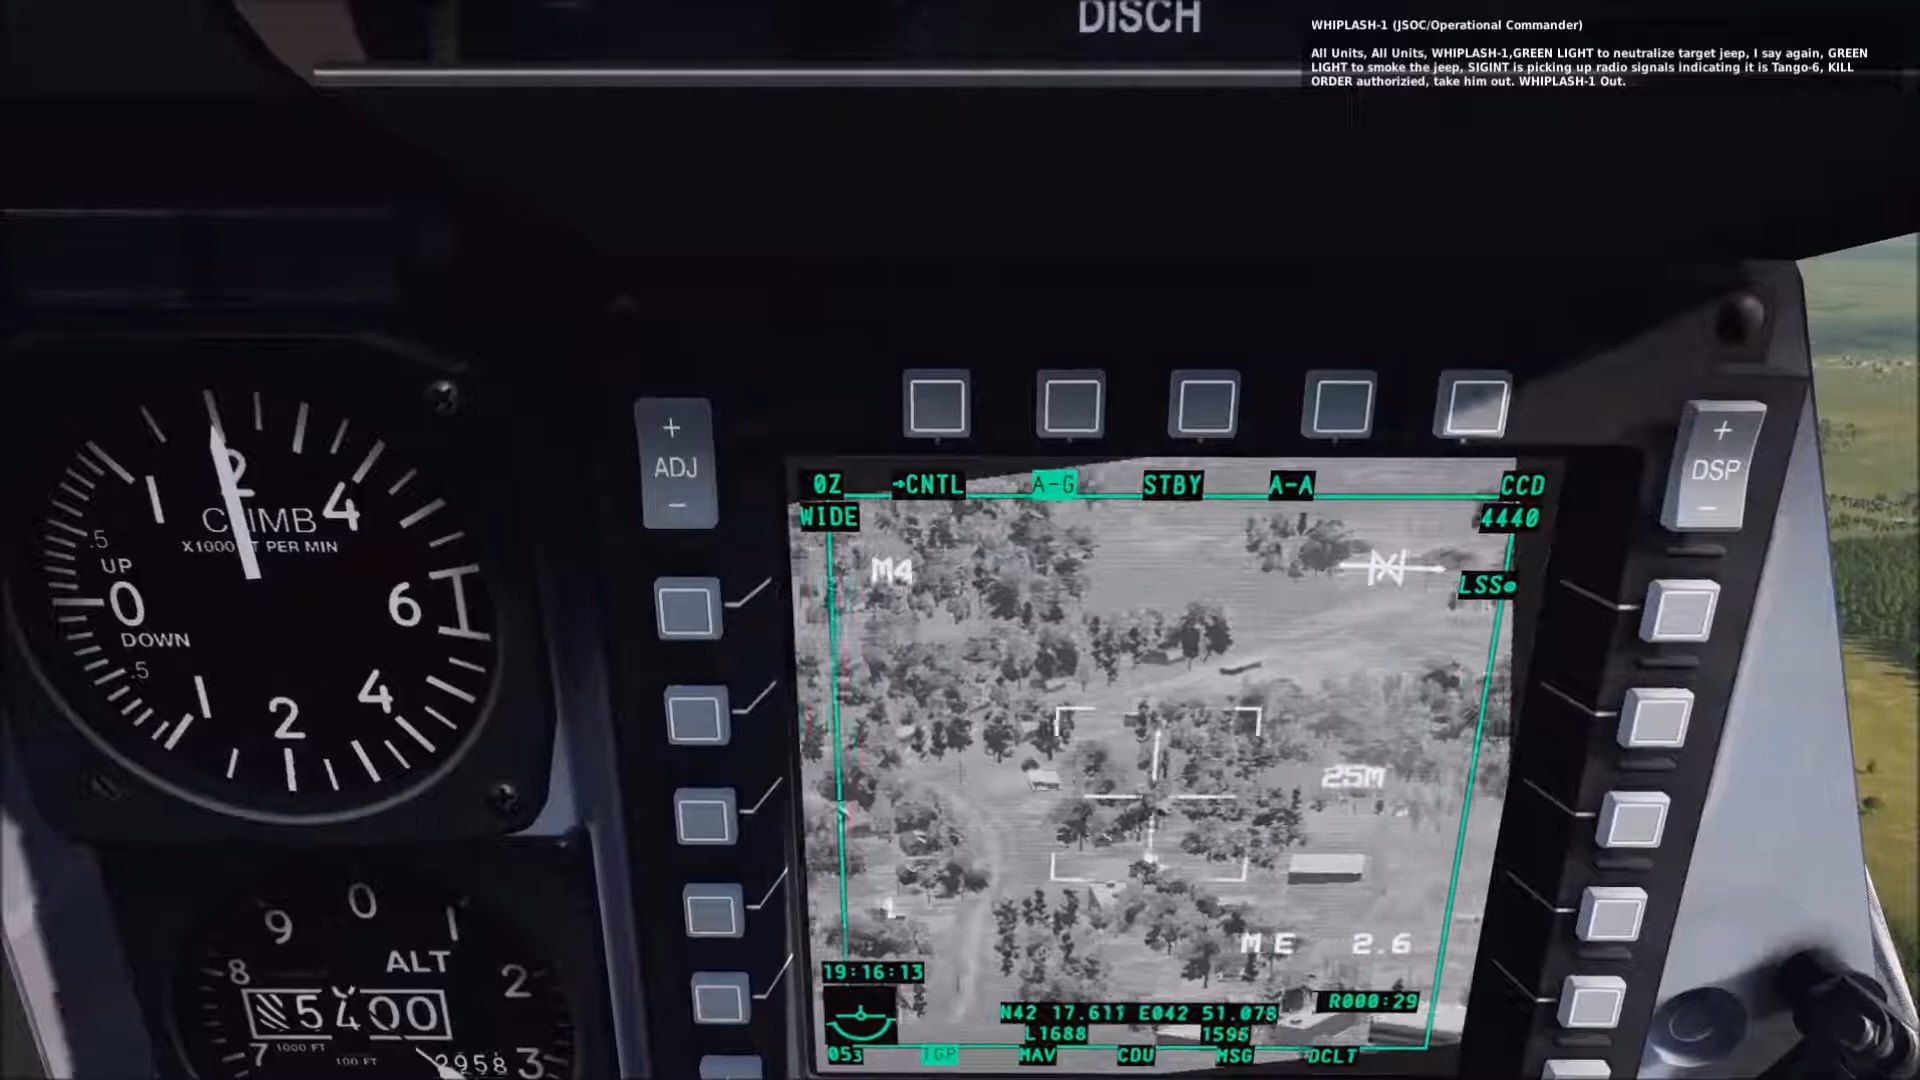 DISCH
WHIPLASH-1 (JSOC/Operational Commander)
All Units, All Units, WHIPLASH-1,GREEN LIGHT to neutralize target jeep, I say again, GREEN
LIGHT to smoke the jeep, SIGINT is picking up radio signals indicating it is Tango-6, KILL
ORDER authorizied, take him out. WHIPLASH-1 Out.
+
ADJ
-
+
DSP
-
0Z →CNTL A-G STBY A-A CCD
WIDE 4440
M4
LSS
25M
M E 2.6
19:16:13
R000:29
N42 17.611 E042 51.078
L1688 1595
053 TGP MAV CDU MSG DCLT
1 2 4
CLIMB
X1000 FT PER MIN
.5
UP
0 6
DOWN
.5
1 2 4
0
9 1
ALT
8 2
5400
7 1000 FT 100 FT 2958 3